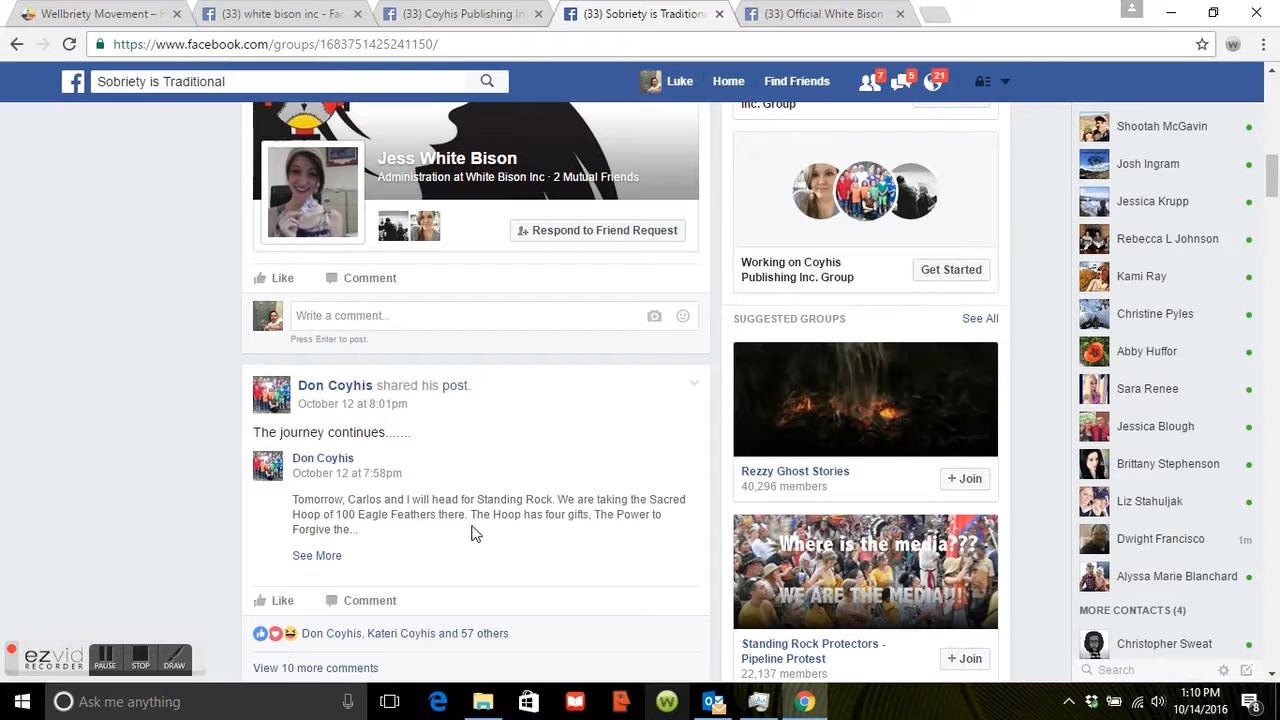 Wellbriety Movement – F
(33) white bison inc - Fac
(33) Coyhis Publishing In
(33) Sobriety is Tradition
(33) Official White Bison
https://www.facebook.com/groups/1683751425241150/
Sobriety is Traditional
Luke
Home
Find Friends
7
5
21
Jess White Bison
Administration at White Bison Inc · 2 Mutual Friends
Respond to Friend Request
Like
Comment
Write a comment...
Press Enter to post.
Don Coyhis shared his post.
October 12 at 8:01pm
The journey continues.......
Don Coyhis
October 12 at 7:58pm
Tomorrow, Carlos and I will head for Standing Rock. We are taking the Sacred
Hoop of 100 Eagle Feathers there. The Hoop has four gifts, The Power to
Forgive the...
See More
Like
Comment
Don Coyhis, Kateri Coyhis and 57 others
View 10 more comments
Inc. Group
Working on Coyhis
Publishing Inc. Group
Get Started
SUGGESTED GROUPS
See All
Rezzy Ghost Stories
40,296 members
+ Join
Where is the media???
WE ARE THE MEDIA!!!
Standing Rock Protectors -
Pipeline Protest
22,137 members
+ Join
Shootah McGavin
Josh Ingram
Jessica Krupp
Rebecca L Johnson
Kami Ray
Christine Pyles
Abby Huffor
Sara Renee
Jessica Blough
Brittany Stephenson
Liz Stahuljak
Dwight Francisco
1m
Alyssa Marie Blanchard
MORE CONTACTS (4)
Christopher Sweat
Search
ezvid
RECORDER
PAUSE
STOP
DRAW
Ask me anything
1:10 PM
10/14/2016
8